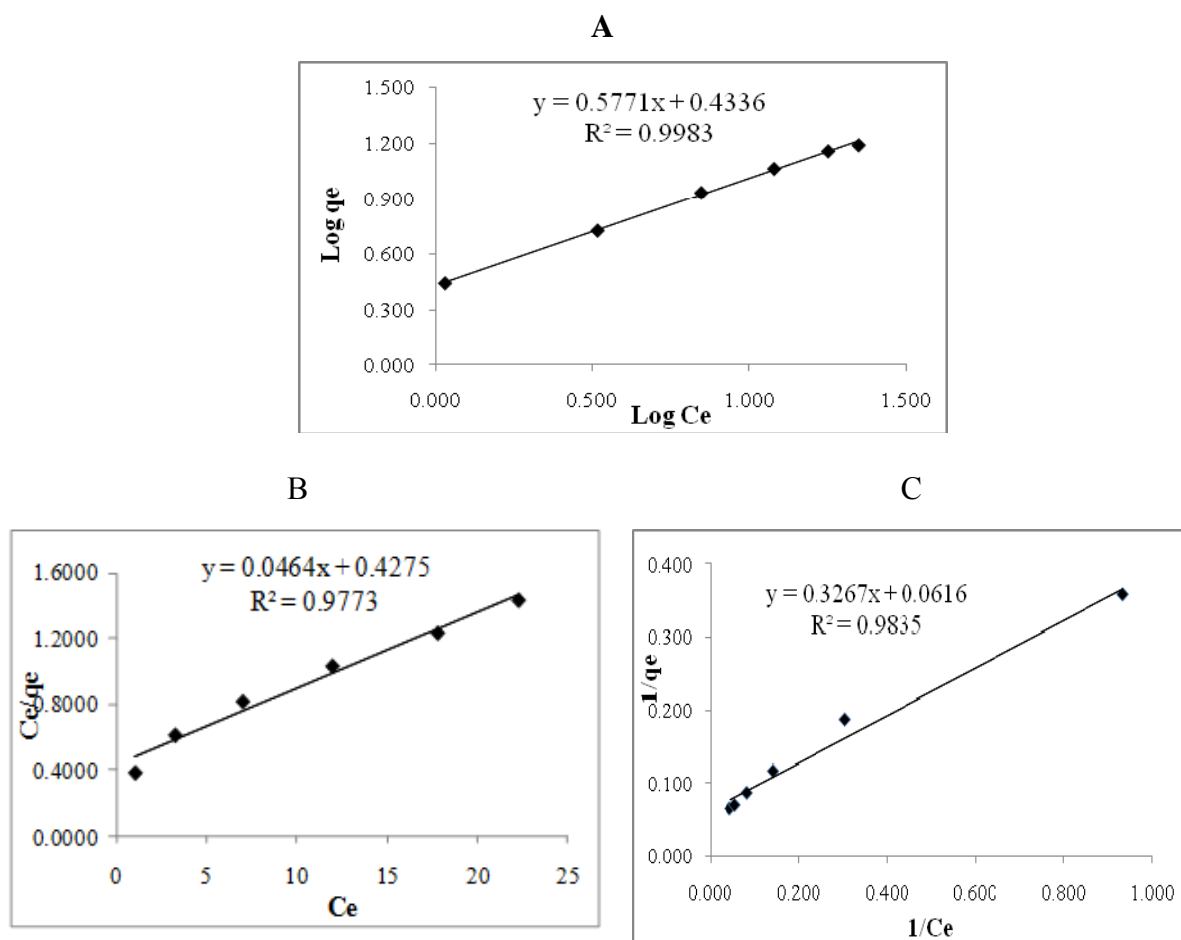 A
y = 0.5771x + 0.4336
R² = 0.9983
1.500
1.200
0.900
0.600
0.300
0.000
Log qe
0.000 0.500 1.000 1.500
Log Ce
B
y = 0.0464x + 0.4275
R² = 0.9773
1.6000
1.2000
0.8000
0.4000
0.0000
Ce/qe
0 5 10 15 20 25
Ce
C
y = 0.3267x + 0.0616
R² = 0.9835
0.400
0.300
0.200
0.100
0.000
1/qe
0.000 0.200 0.400 0.600 0.800 1.000
1/Ce